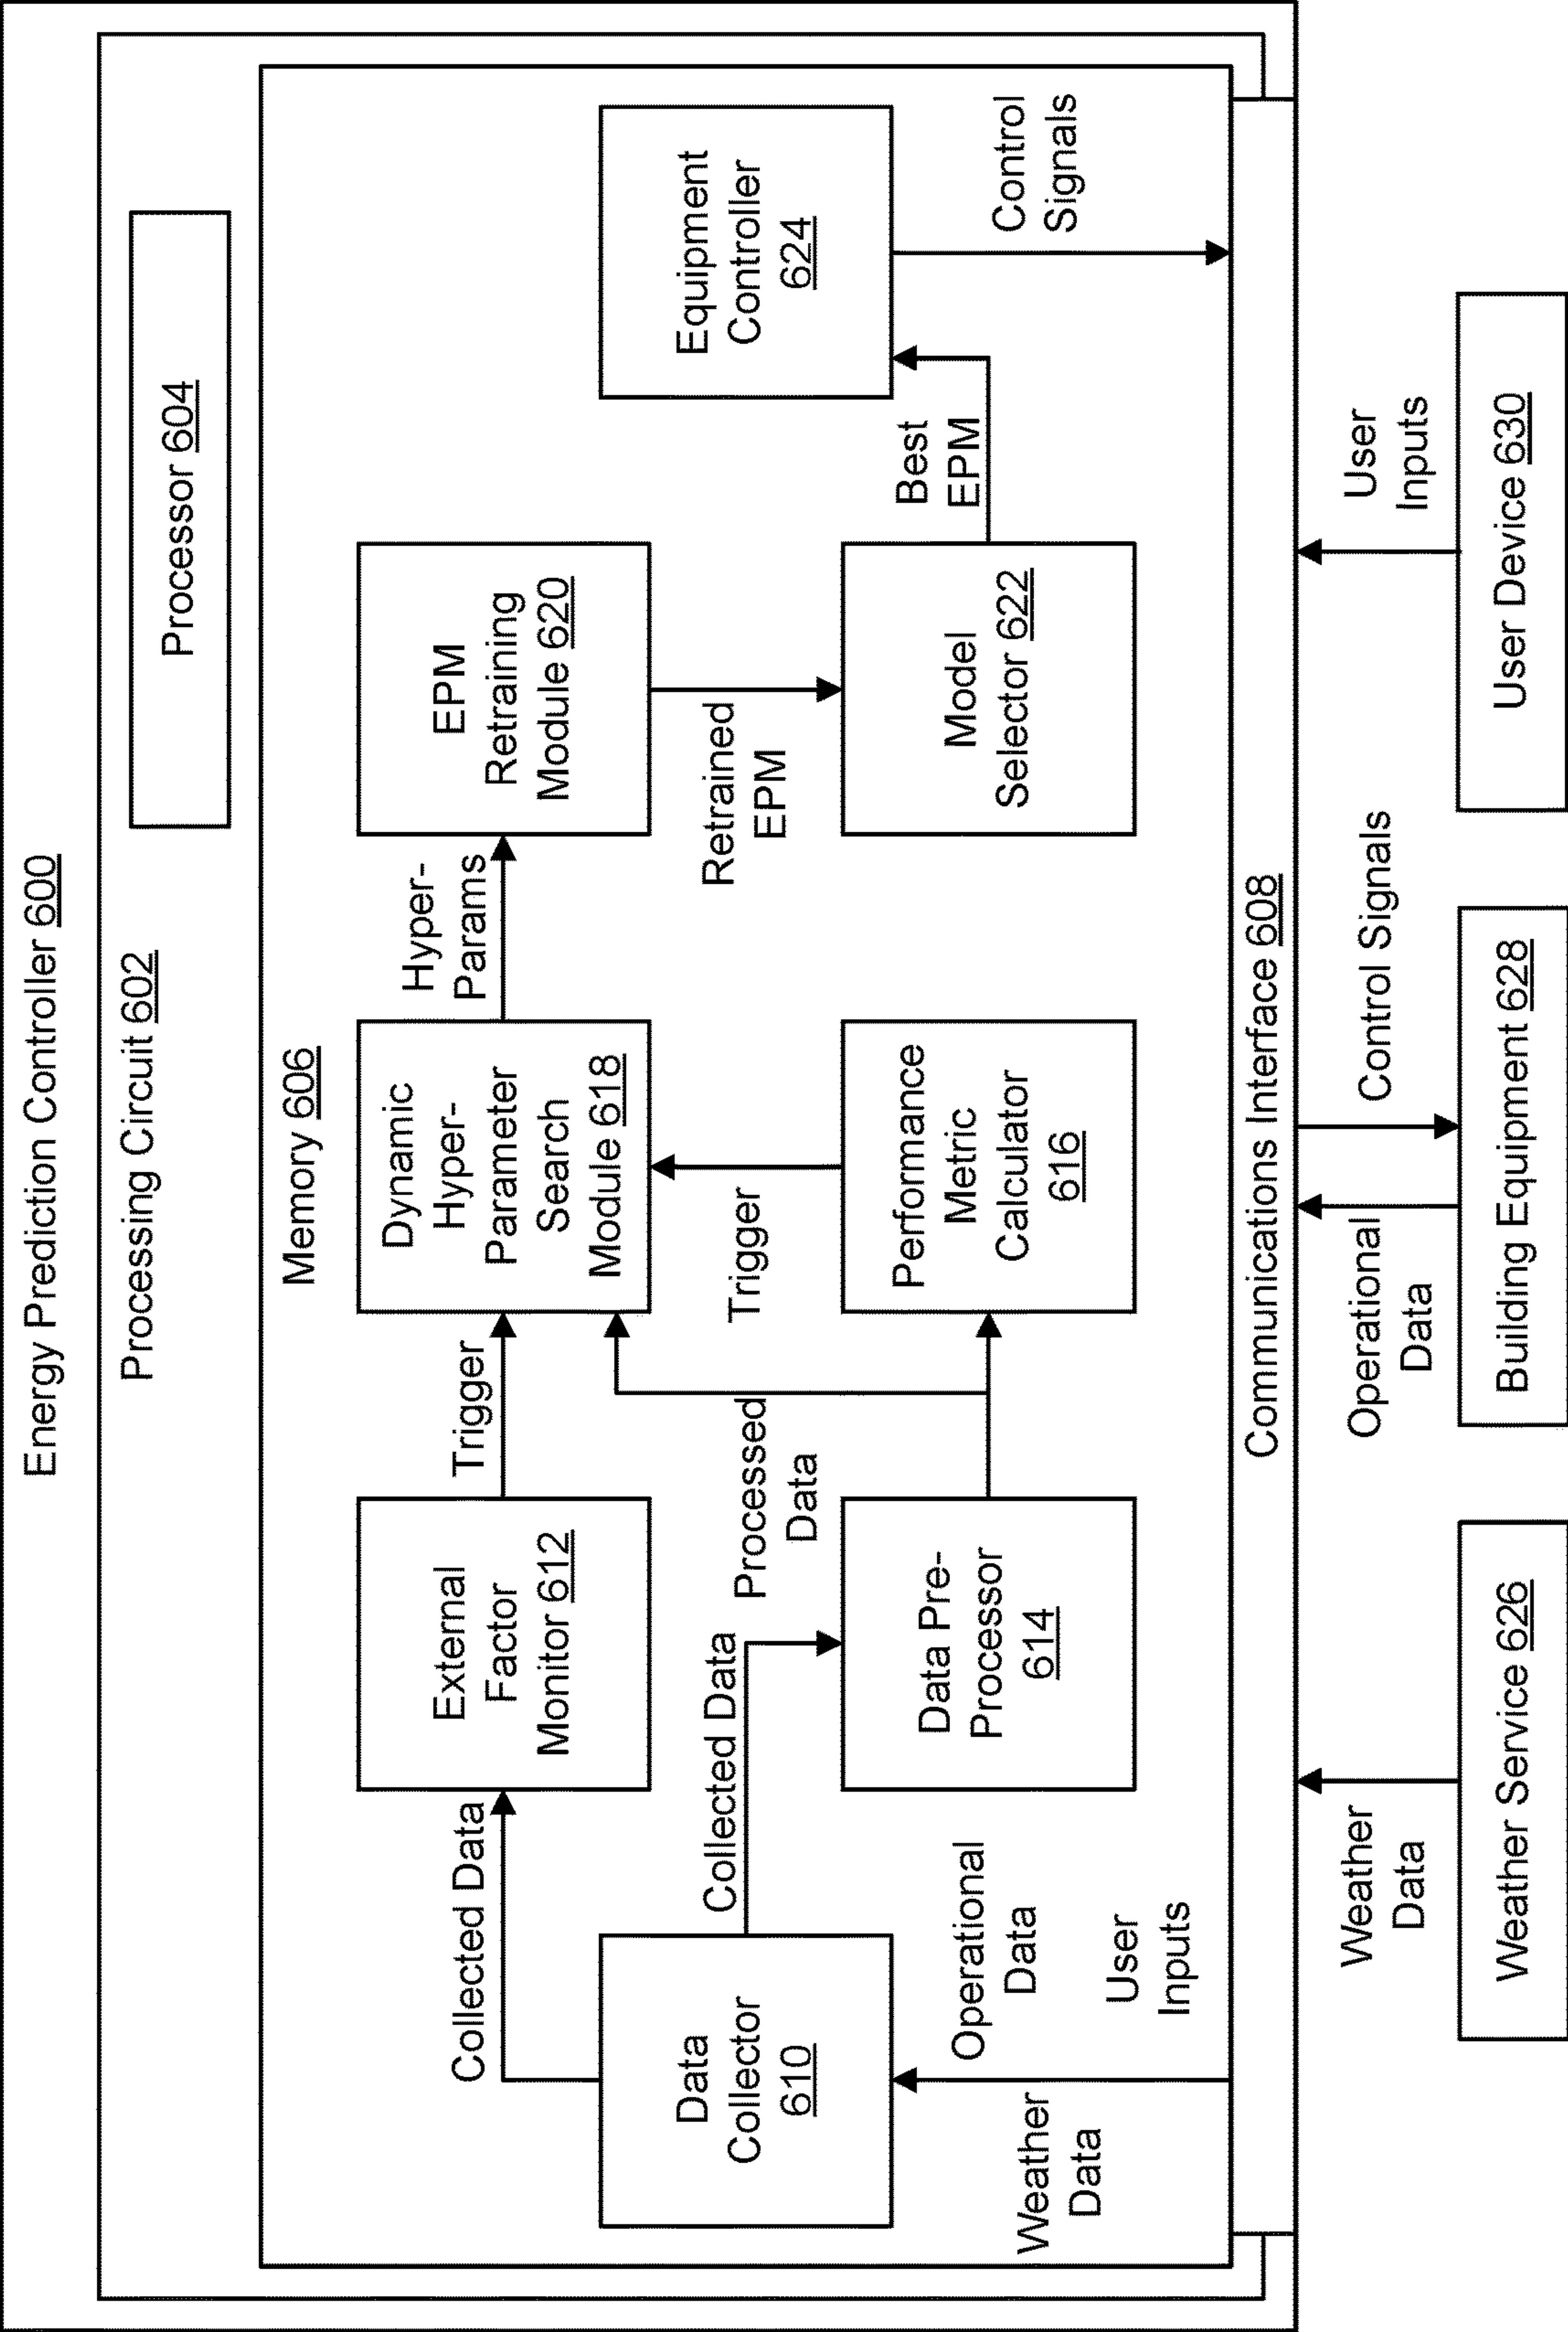 Energy Prediction Controller 600
Processing Circuit 602
Processor 604
Memory 606
Collected Data
External
Factor
Monitor 612
Trigger
Dynamic
Hyper-
Parameter
Search
Module 618
Hyper-
Params
EPM
Retraining
Module 620
Data
Collector
610
Collected Data
Processed
Data
Trigger
Retrained
EPM
Equipment
Controller
624
Data Pre-
Processor
614
Performance
Metric
Calculator
616
Model
Selector 622
Best
EPM
Weather
Data
Operational
Data
User
Inputs
Control
Signals
Communications Interface 608
Weather
Data
Operational
Data
Control Signals
User
Inputs
Weather Service 626
Building Equipment 628
User Device 630